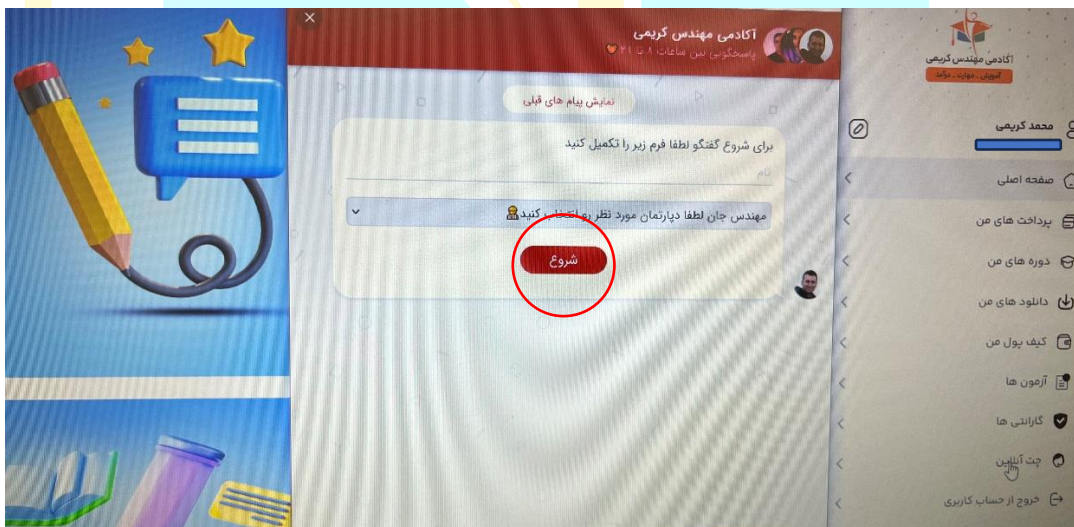 آکادمی مهندس کریمی
پاسخگویی بین ساعات ۸ تا ۲۱
نمایش پیام های قبلی
برای شروع گفتگو لطفا فرم زیر را تکمیل کنید
نام
مهندس جان لطفا دپارتمان مورد نظر رو انتخاب کنید
شروع
آکادمی مهندس کریمی
آموزش . مهارت . درآمد
محمد کریمی
صفحه اصلی
پرداخت های من
دوره های من
دانلود های من
کیف پول من
آزمون ها
گارانتی ها
چت آنلاین
خروج از حساب کاربری